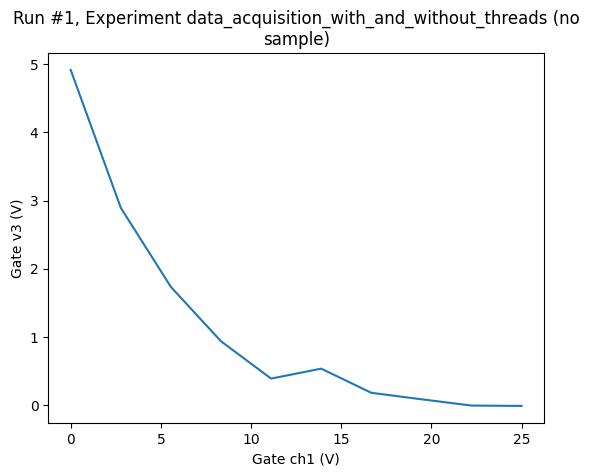 Run #1, Experiment data_acquisition_with_and_without_threads (no
sample)
Gate v3 (V)
5
4
3
2
1
0
0 5 10 15 20 25
Gate ch1 (V)